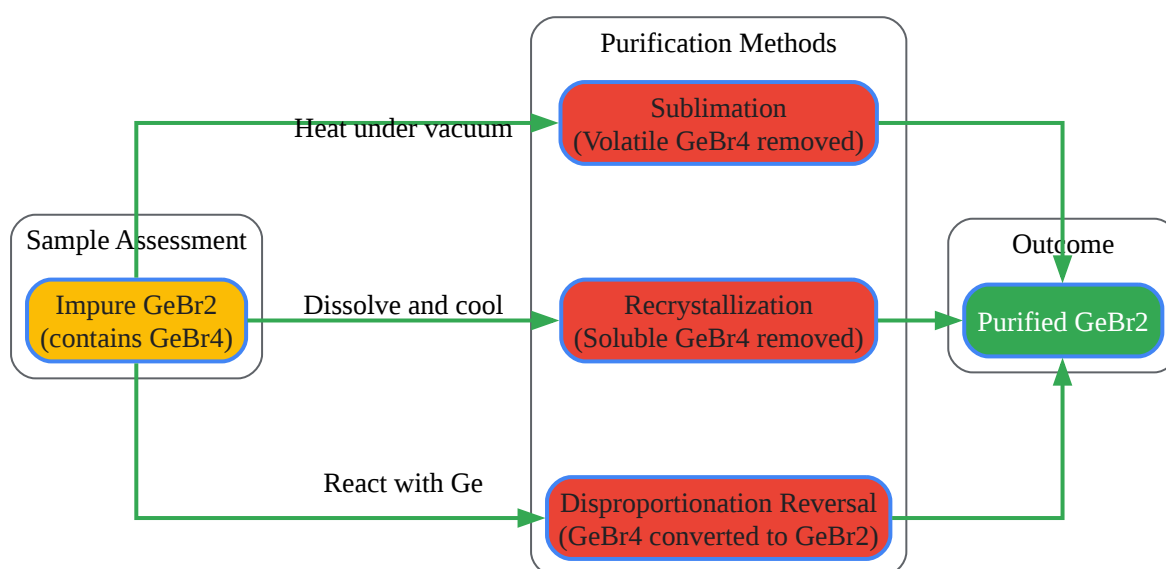 Purification Methods
Sublimation
(Volatile GeBr4 removed)
Heat under vacuum
Sample Assessment
Impure GeBr2
(contains GeBr4)
Dissolve and cool
Recrystallization
(Soluble GeBr4 removed)
Outcome
Purified GeBr2
React with Ge
Disproportionation Reversal
(GeBr4 converted to GeBr2)